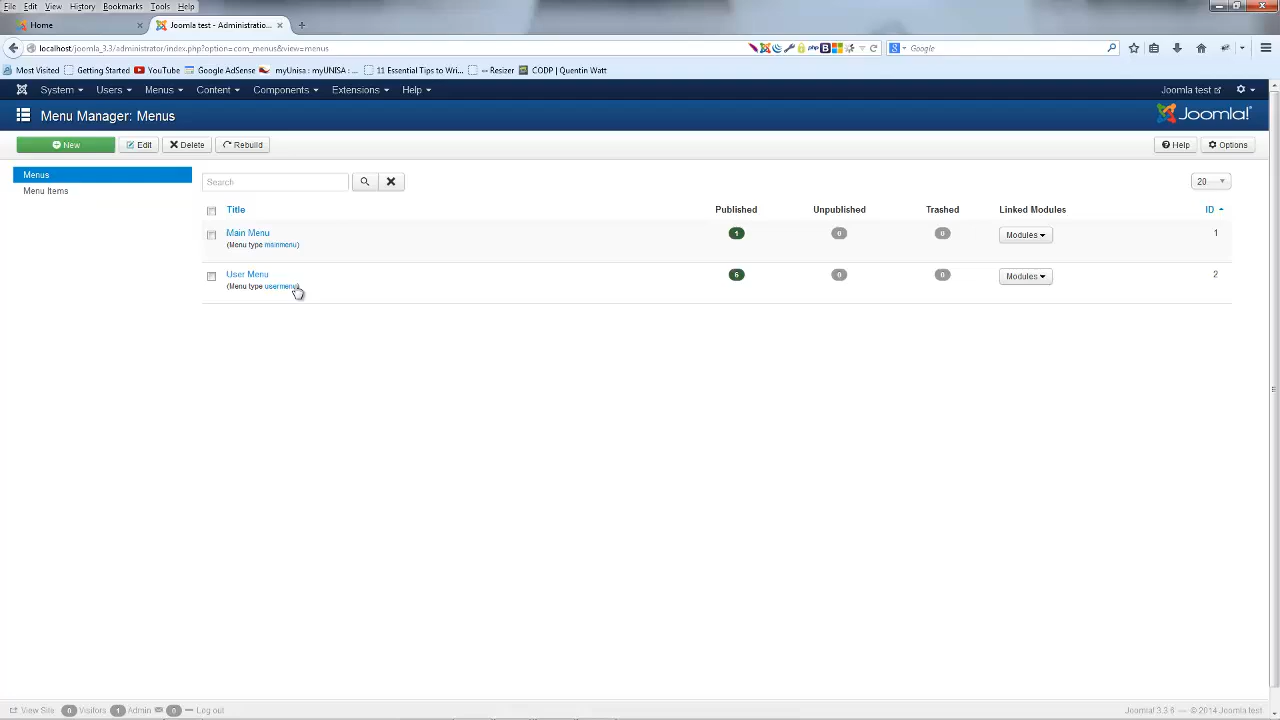 File Edit View History Bookmarks Tools Help
Home Joomla test - Administratio...
localhost/joomla_3.3/administrator/index.php?option=com_menus&view=menus Google
Most Visited Getting Started YouTube Google AdSense myUnisa : myUNISA : ... 11 Essential Tips to Wri... -- Resizer CODP | Quentin Watt
System Users Menus Content Components Extensions Help Joomla test
Menu Manager: Menus Joomla!
New Edit Delete Rebuild Help Options
Menus
Menu Items
Search 20
Title Published Unpublished Trashed Linked Modules ID
Main Menu 1 0 0 Modules 1
(Menu type mainmenu)
User Menu 6 0 0 Modules 2
(Menu type usermenu)
View Site 0 Visitors 1 Admin 0 Log out Joomla! 3.3.6 — © 2014 Joomla test